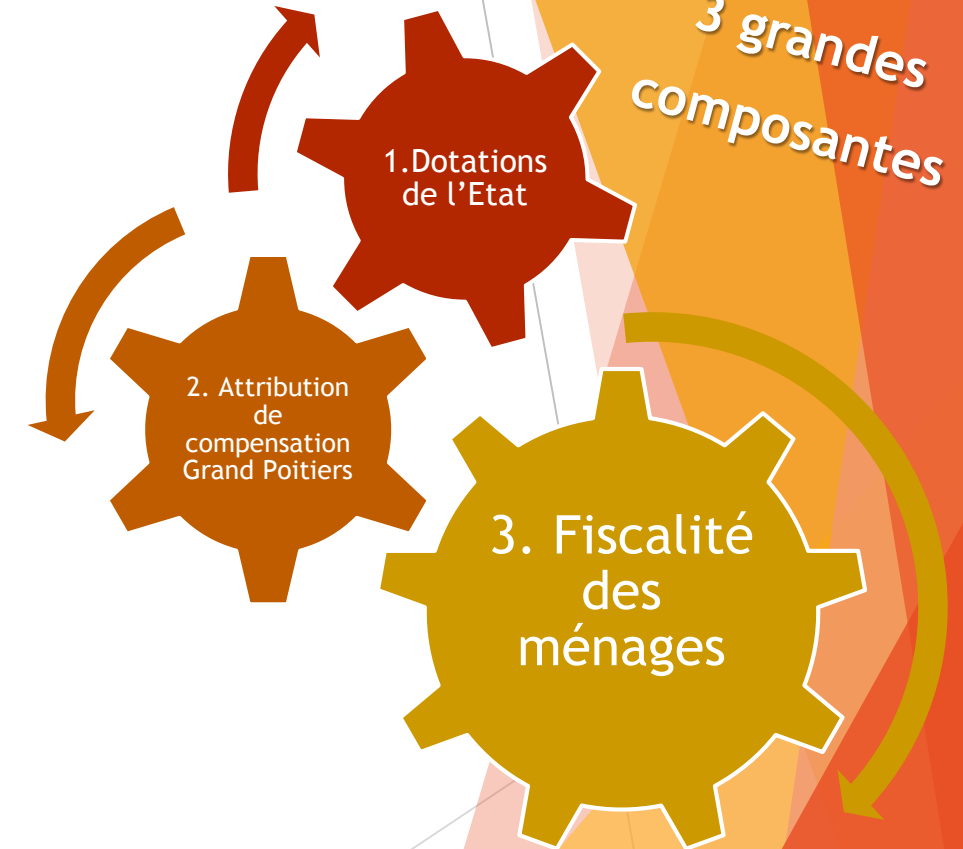 3 grandes
composantes
1.Dotations
de l’Etat
2. Attribution
de
compensation
Grand Poitiers
3. Fiscalité
des
ménages